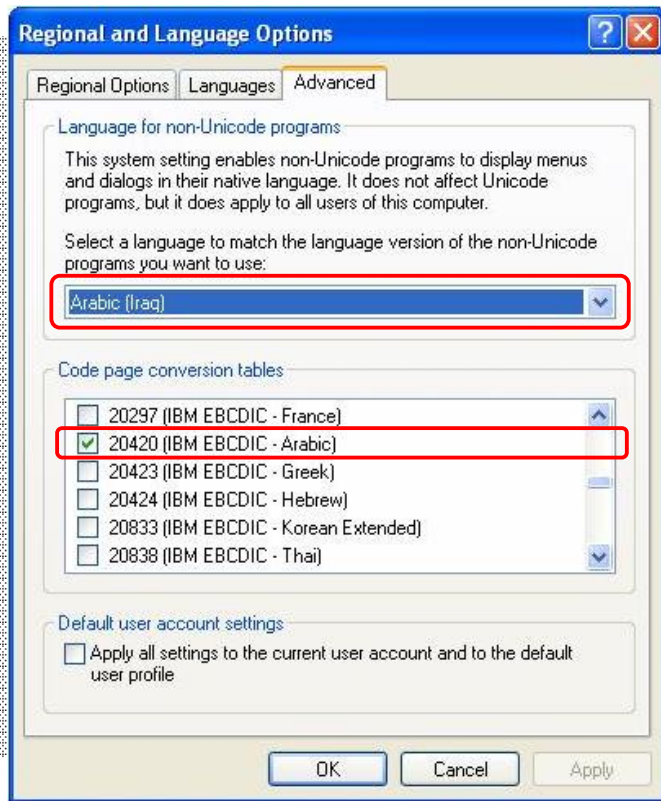 Regional and Language Options
Regional Options Languages Advanced
Language for non-Unicode programs
This system setting enables non-Unicode programs to display menus
and dialogs in their native language. It does not affect Unicode
programs, but it does apply to all users of this computer.
Select a language to match the language version of the non-Unicode
programs you want to use:
Arabic (Iraq)
Code page conversion tables
20297 (IBM EBCDIC - France)
20420 (IBM EBCDIC - Arabic)
20423 (IBM EBCDIC - Greek)
20424 (IBM EBCDIC - Hebrew)
20833 (IBM EBCDIC - Korean Extended)
20838 (IBM EBCDIC - Thai)
Default user account settings
Apply all settings to the current user account and to the default
user profile
OK Cancel Apply